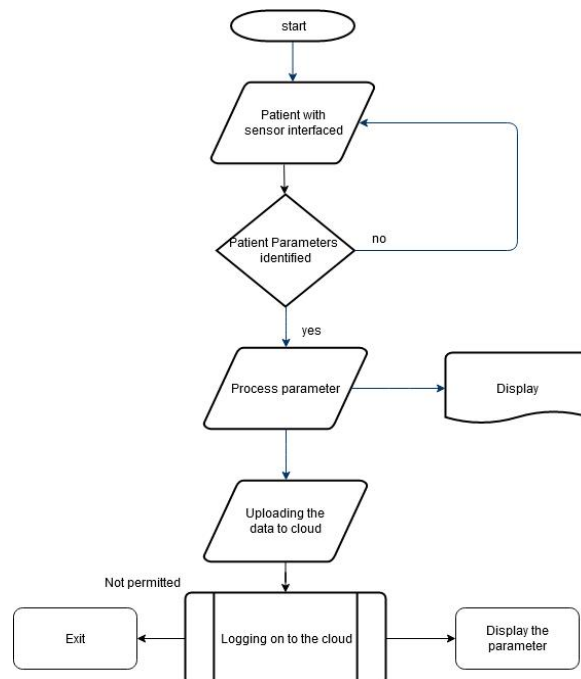 start
Patient with
sensor interfaced
Patient Parameters
identified
no
yes
Process parameter
Display
Uploading the
data to cloud
Not permitted
Exit
Logging on to the cloud
Display the
parameter